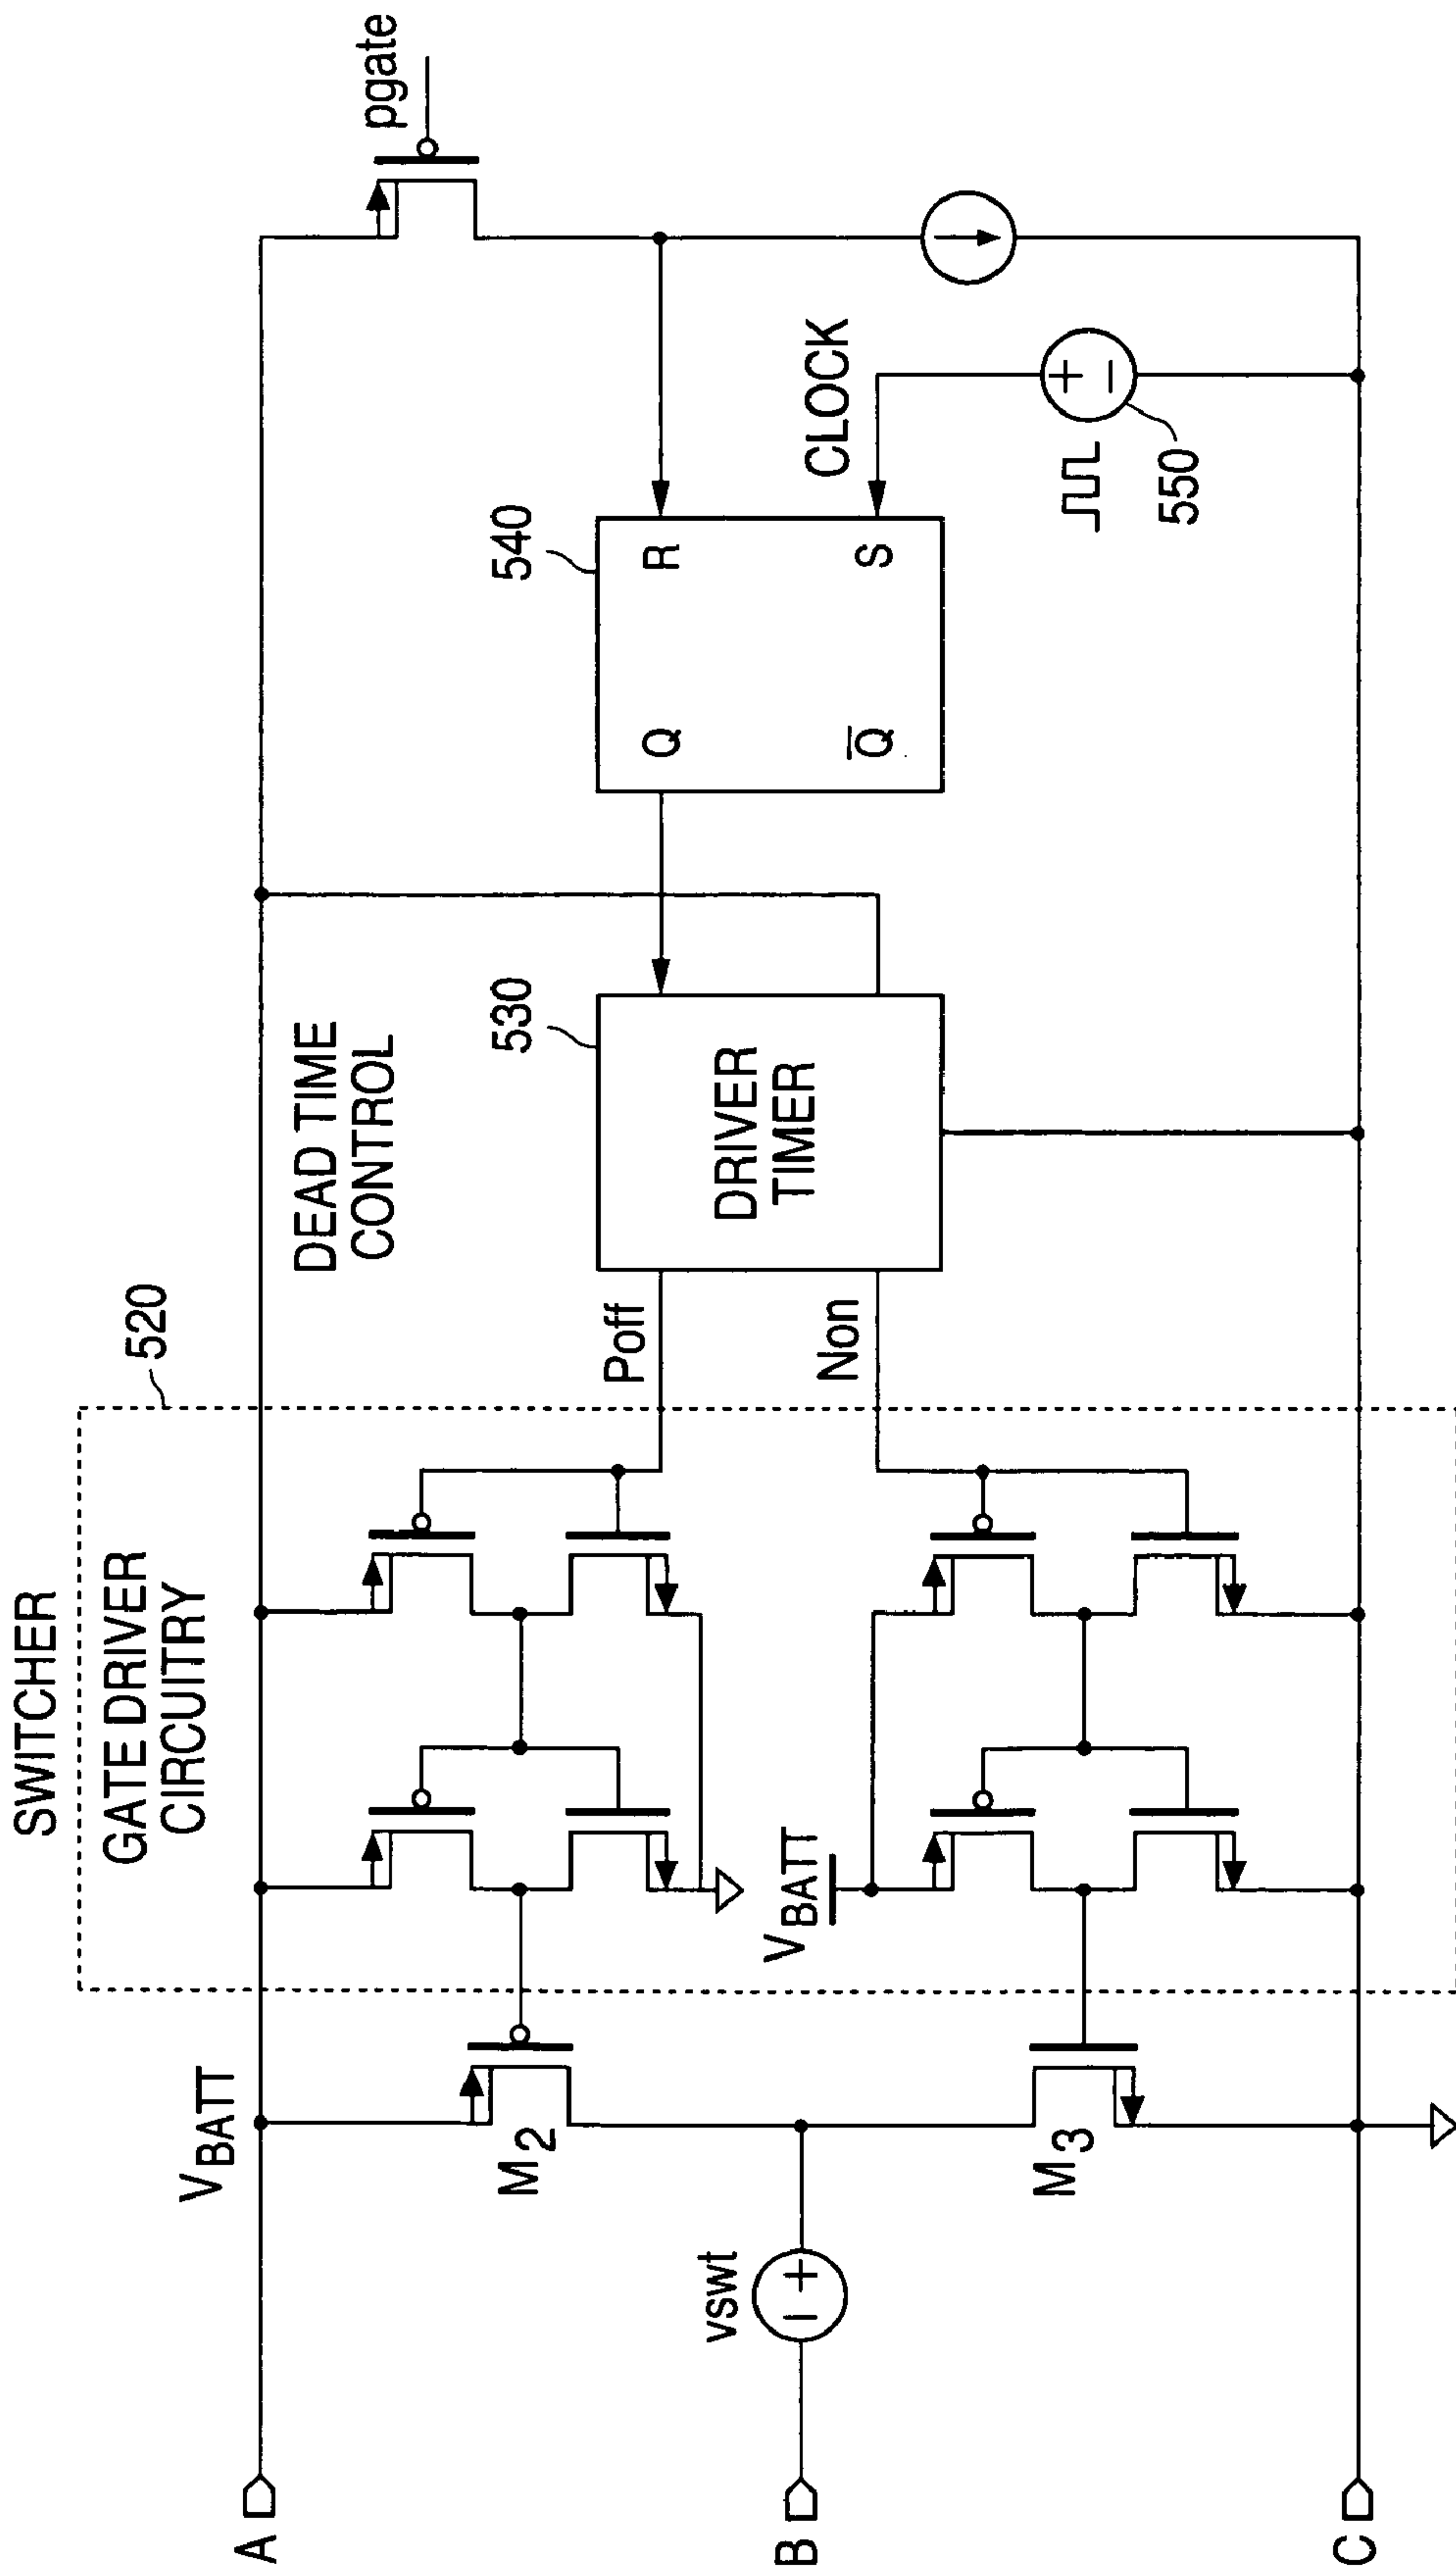 SWITCHER
520
GATE DRIVER
CIRCUITRY
A
VBATT
DEAD TIME
CONTROL
pgate
M2
Poff
530
540
Q
R
DRIVER
TIMER
vswt
+
−
B
VBATT
Non
Q̅
S
CLOCK
M3
+
−
550
C